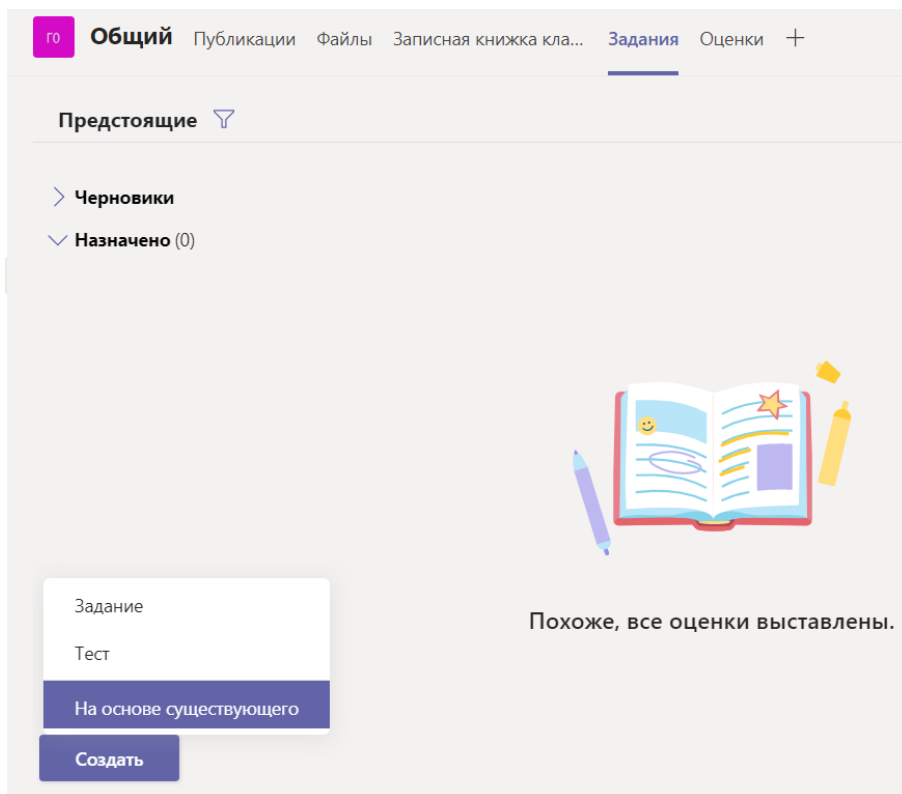 ГО Общий Публикации Файлы Записная книжка кла... Задания Оценки +
Предстоящие
Черновики
Назначено (0)
Похоже, все оценки выставлены.
Задание
Тест
На основе существующего
Создать